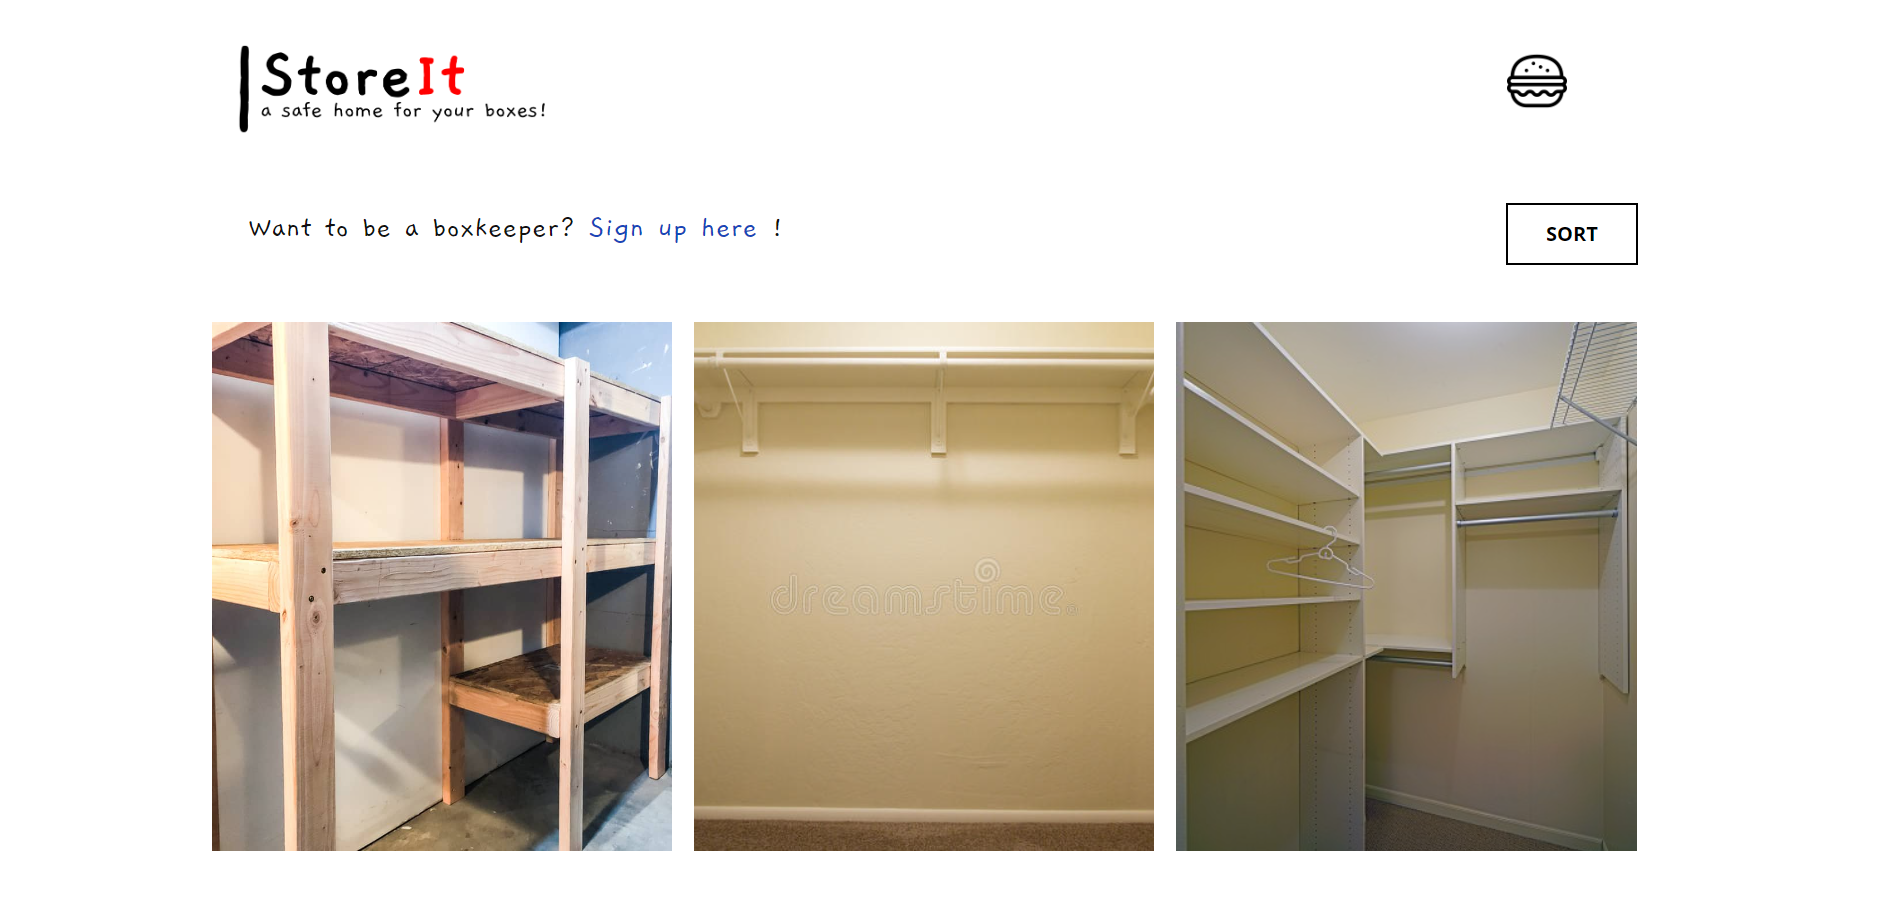 StoreIt
a safe home for your boxes!
Want to be a boxkeeper? Sign up here !
SORT
dreamstime.